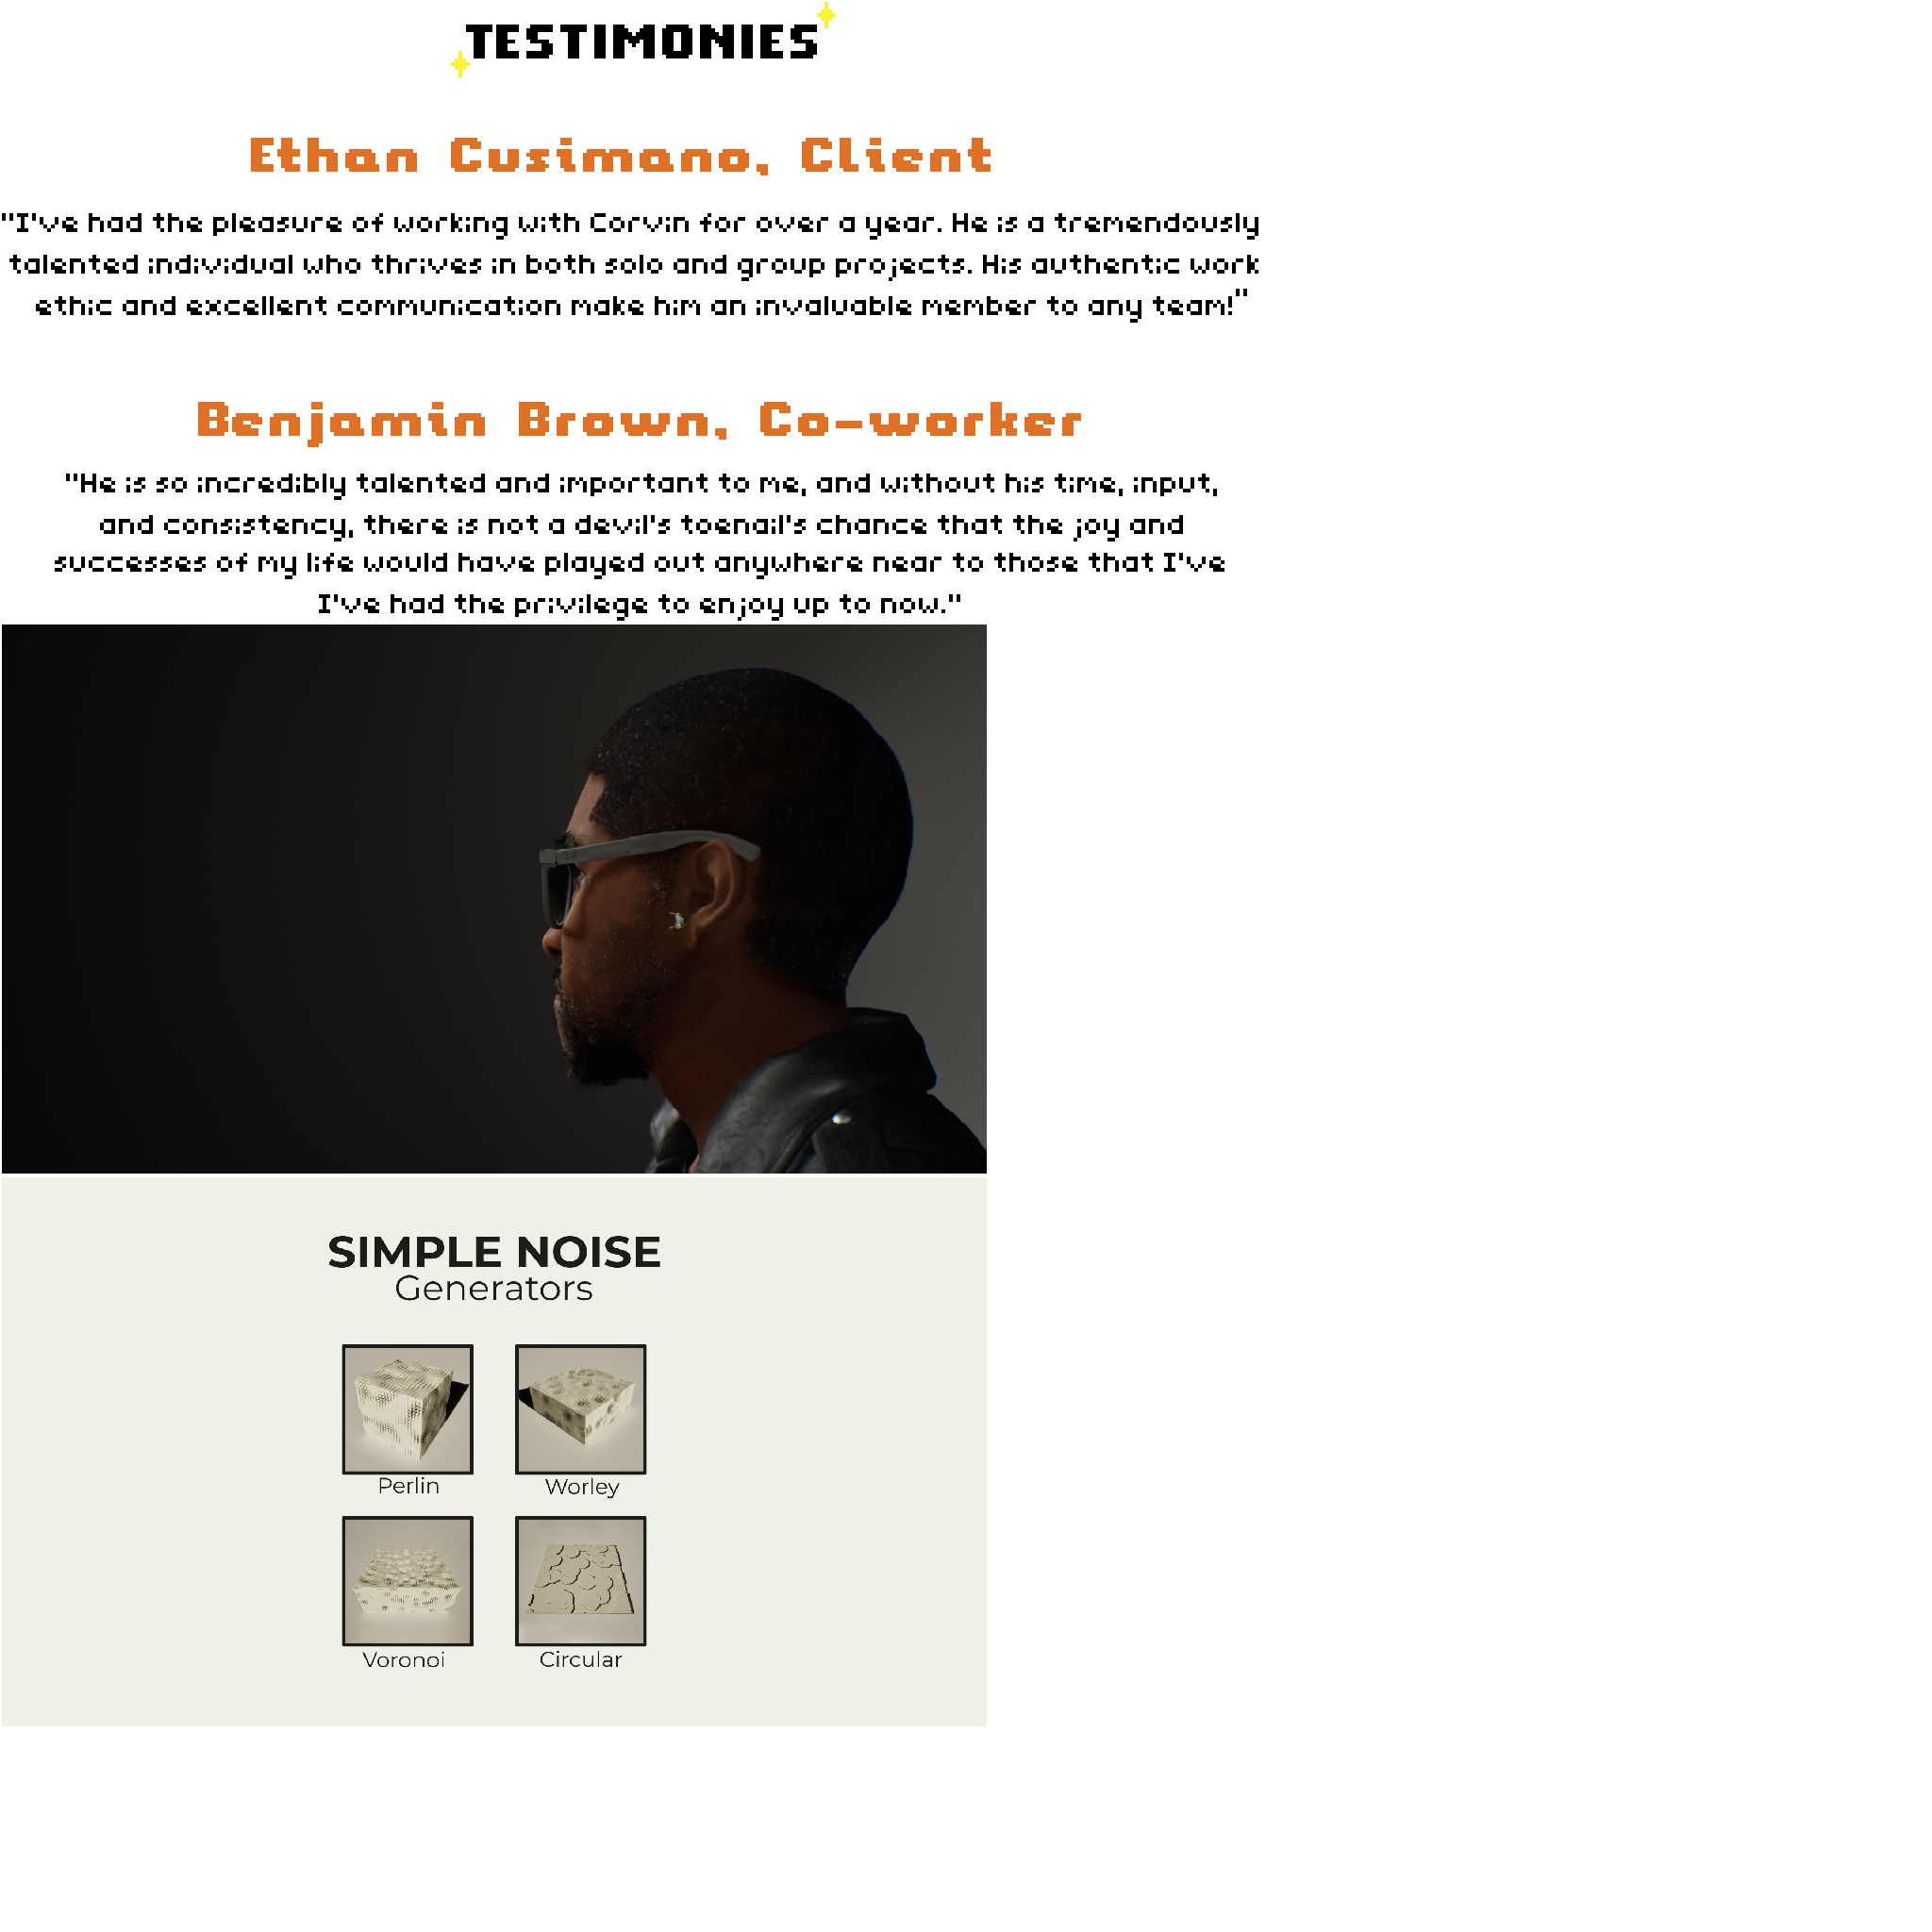 TESTIMONIES
Ethan Cusimano, Client
"I've had the pleasure of working with Corvin for over a year. He is a tremendously
talented individual who thrives in both solo and group projects. His authentic work
ethic and excellent communication make him an invaluable member to any team!"
Benjamin Brown, Co-worker
"He is so incredibly talented and important to me, and without his time, input,
and consistency, there is not a devil's toenail's chance that the joy and
successes of my life would have played out anywhere near to those that I've
I've had the privilege to enjoy up to now."
SIMPLE NOISE
Generators
Perlin
Worley
Voronoi
Circular